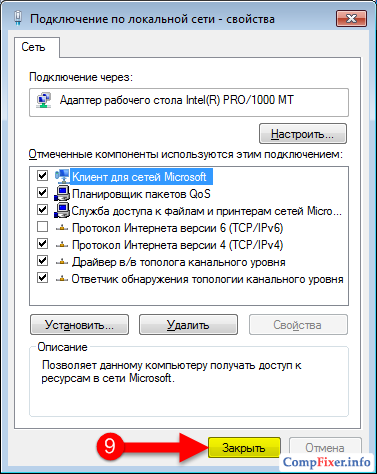 Подключение по локальной сети - свойства
Сеть
Подключение через:
Адаптер рабочего стола Intel(R) PRO/1000 MT
Настроить...
Отмеченные компоненты используются этим подключением:
Клиент для сетей Microsoft
Планировщик пакетов QoS
Служба доступа к файлам и принтерам сетей Micro...
Протокол Интернета версии 6 (TCP/IPv6)
Протокол Интернета версии 4 (TCP/IPv4)
Драйвер в/в тополога канального уровня
Ответчик обнаружения топологии канального уровня
Установить... Удалить Свойства
Описание
Позволяет данному компьютеру получать доступ к
ресурсам в сети Microsoft.
9 Закрыть Отмена
CompFixer.info